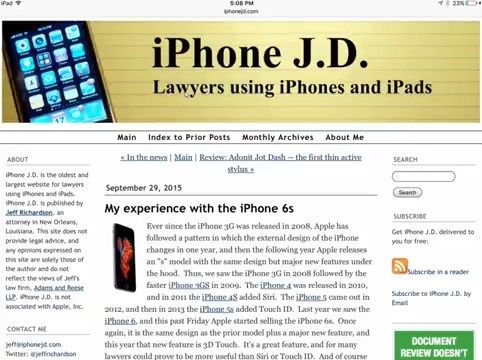 iPad
5:08 PM
23%
iphonejd.com
iPhone J.D.
Lawyers using iPhones and iPads
Main
Index to Prior Posts
Monthly Archives
About Me
ABOUT
iPhone J.D. is the oldest and
largest website for lawyers
using iPhones and iPads.
iPhone J.D. is published by
Jeff Richardson, an
attorney in New Orleans,
Louisiana. This site does
not provide legal advice, and
any opinions expressed on
this site are solely those of
the author and do not
reflect the views of Jeff's
law firm, Adams and Reese
LLP. iPhone J.D. is not
associated with Apple, Inc.
CONTACT ME
jeff@iphonejd.com
Twitter: @jeffrichardson
« In the news | Main | Review: Adonit Jot Dash -- the first thin active
stylus »
September 29, 2015
My experience with the iPhone 6s
Ever since the iPhone 3G was released in 2008, Apple has
followed a pattern in which the external design of the iPhone
changes in one year, and then the following year Apple releases
an "s" model with the same design but major new features under
the hood. Thus, we saw the iPhone 3G in 2008 followed by the
faster iPhone 3GS in 2009. The iPhone 4 was released in 2010,
and in 2011 the iPhone 4S added Siri. The iPhone 5 came out in
2012, and then in 2013 the iPhone 5s added Touch ID. Last year we saw the
iPhone 6, and this past Friday Apple started selling the iPhone 6s. Once
again, it is the same design as the prior model plus a major new feature, and
this year that new feature is 3D Touch. It's a great feature, and for many
lawyers could prove to be more useful than Siri or Touch ID. And of course
SEARCH
Search
SUBSCRIBE
Get iPhone J.D. delivered to
you for free:
Subscribe in a reader
Subscribe to iPhone J.D. by
Email
DOCUMENT
REVIEW DOESN'T